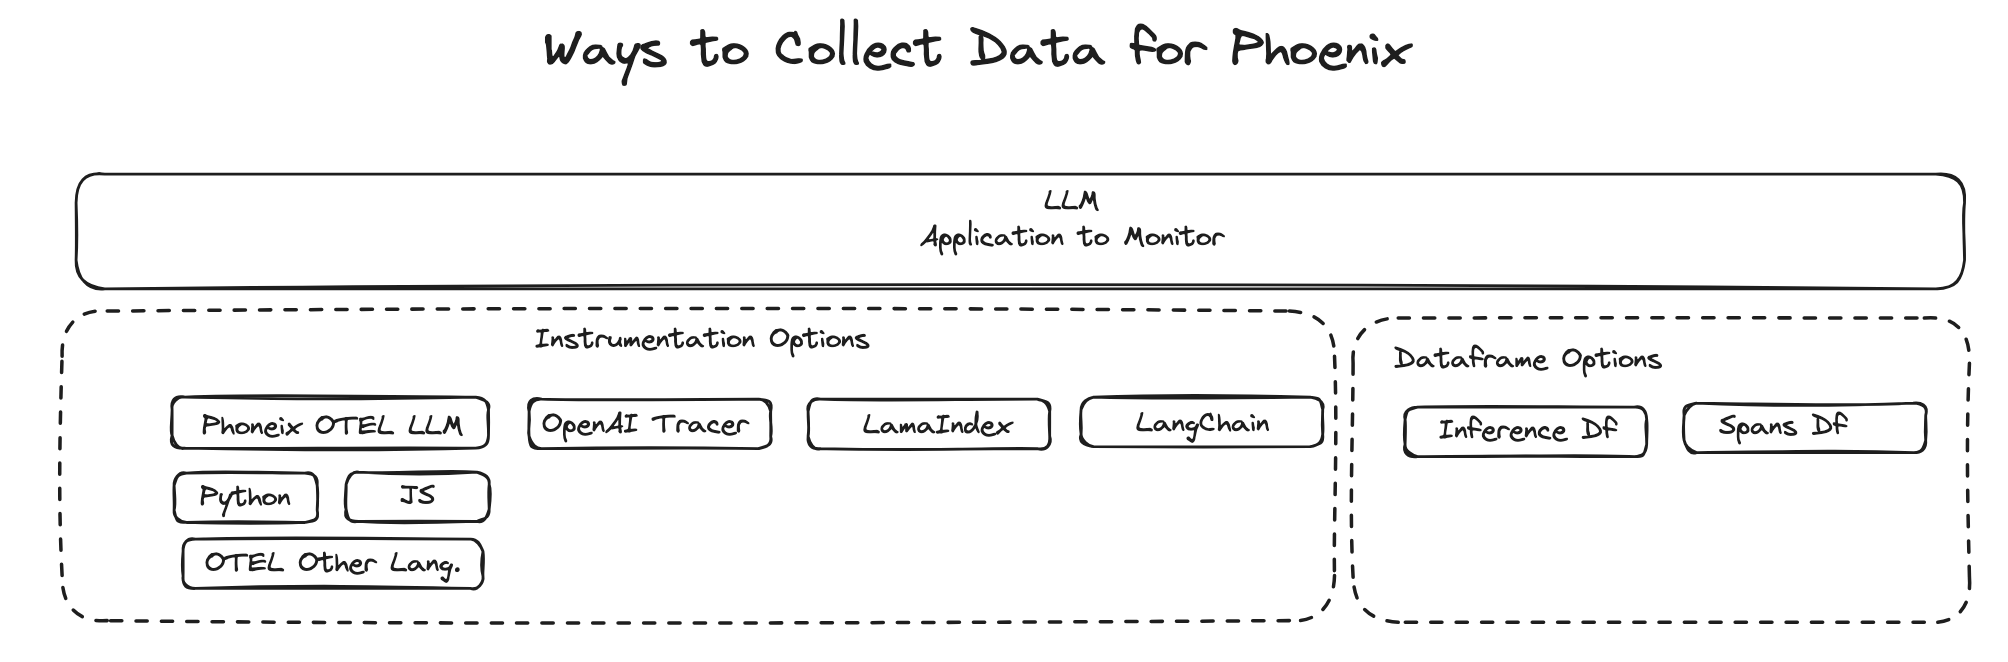 Ways to Collect Data for Phoenix
LLM
Application to Monitor
Instrumentation Options
Phoneix OTEL LLM
OpenAI Tracer
LamaIndex
LangChain
Python
JS
OTEL Other Lang.
Dataframe Options
Inference Df
Spans Df